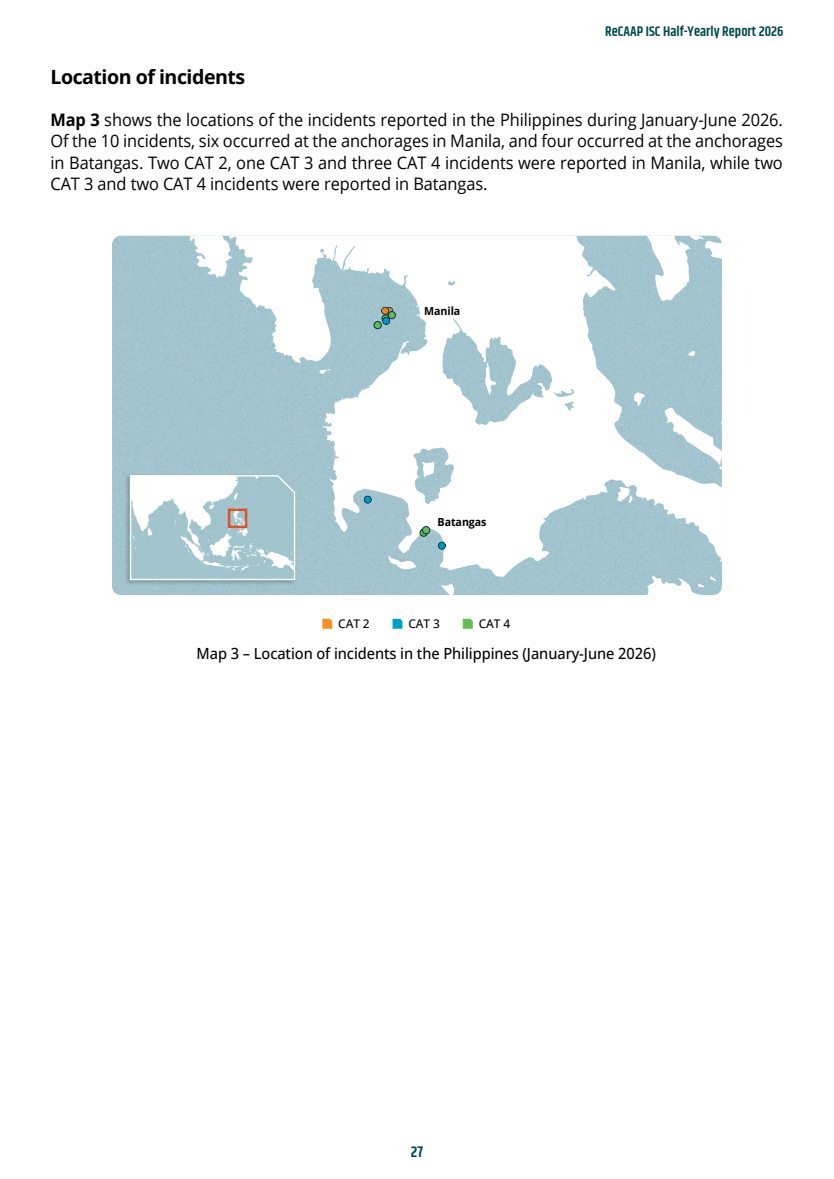 ReCAAP ISC Half-Yearly Report 2026
Location of incidents
Map 3 shows the locations of the incidents reported in the Philippines during January-June 2026.
Of the 10 incidents, six occurred at the anchorages in Manila, and four occurred at the anchorages
in Batangas. Two CAT 2, one CAT 3 and three CAT 4 incidents were reported in Manila, while two
CAT 3 and two CAT 4 incidents were reported in Batangas.
Manila
Batangas
CAT 2 CAT 3 CAT 4
Map 3 – Location of incidents in the Philippines (January-June 2026)
27